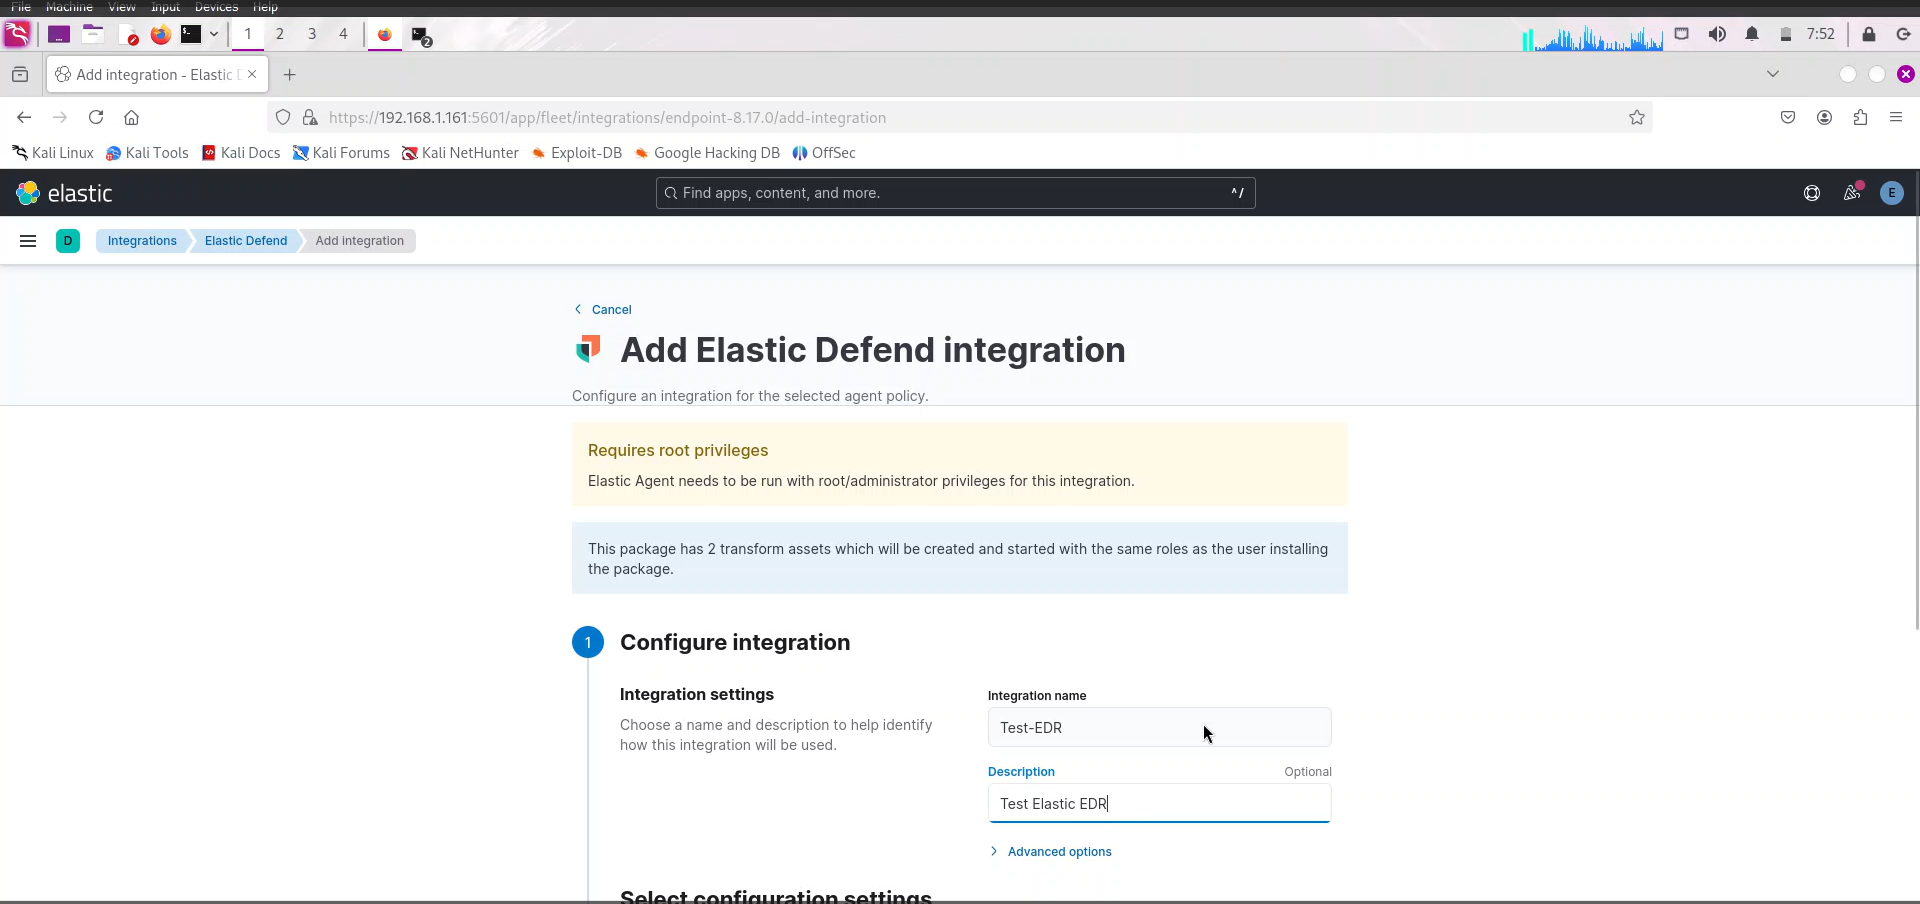 File Machine View Input Devices Help
1 2 3 4 2 7:52
Add integration - Elastic D
https://192.168.1.161:5601/app/fleet/integrations/endpoint-8.17.0/add-integration
Kali Linux Kali Tools Kali Docs Kali Forums Kali NetHunter Exploit-DB Google Hacking DB OffSec
elastic Find apps, content, and more. ^/ E
D Integrations Elastic Defend Add integration
Cancel
Add Elastic Defend integration
Configure an integration for the selected agent policy.
Requires root privileges
Elastic Agent needs to be run with root/administrator privileges for this integration.
This package has 2 transform assets which will be created and started with the same roles as the user installing
the package.
1 Configure integration
Integration settings
Choose a name and description to help identify
how this integration will be used.
Integration name
Test-EDR
Description Optional
Test Elastic EDR
Advanced options
Select configuration settings